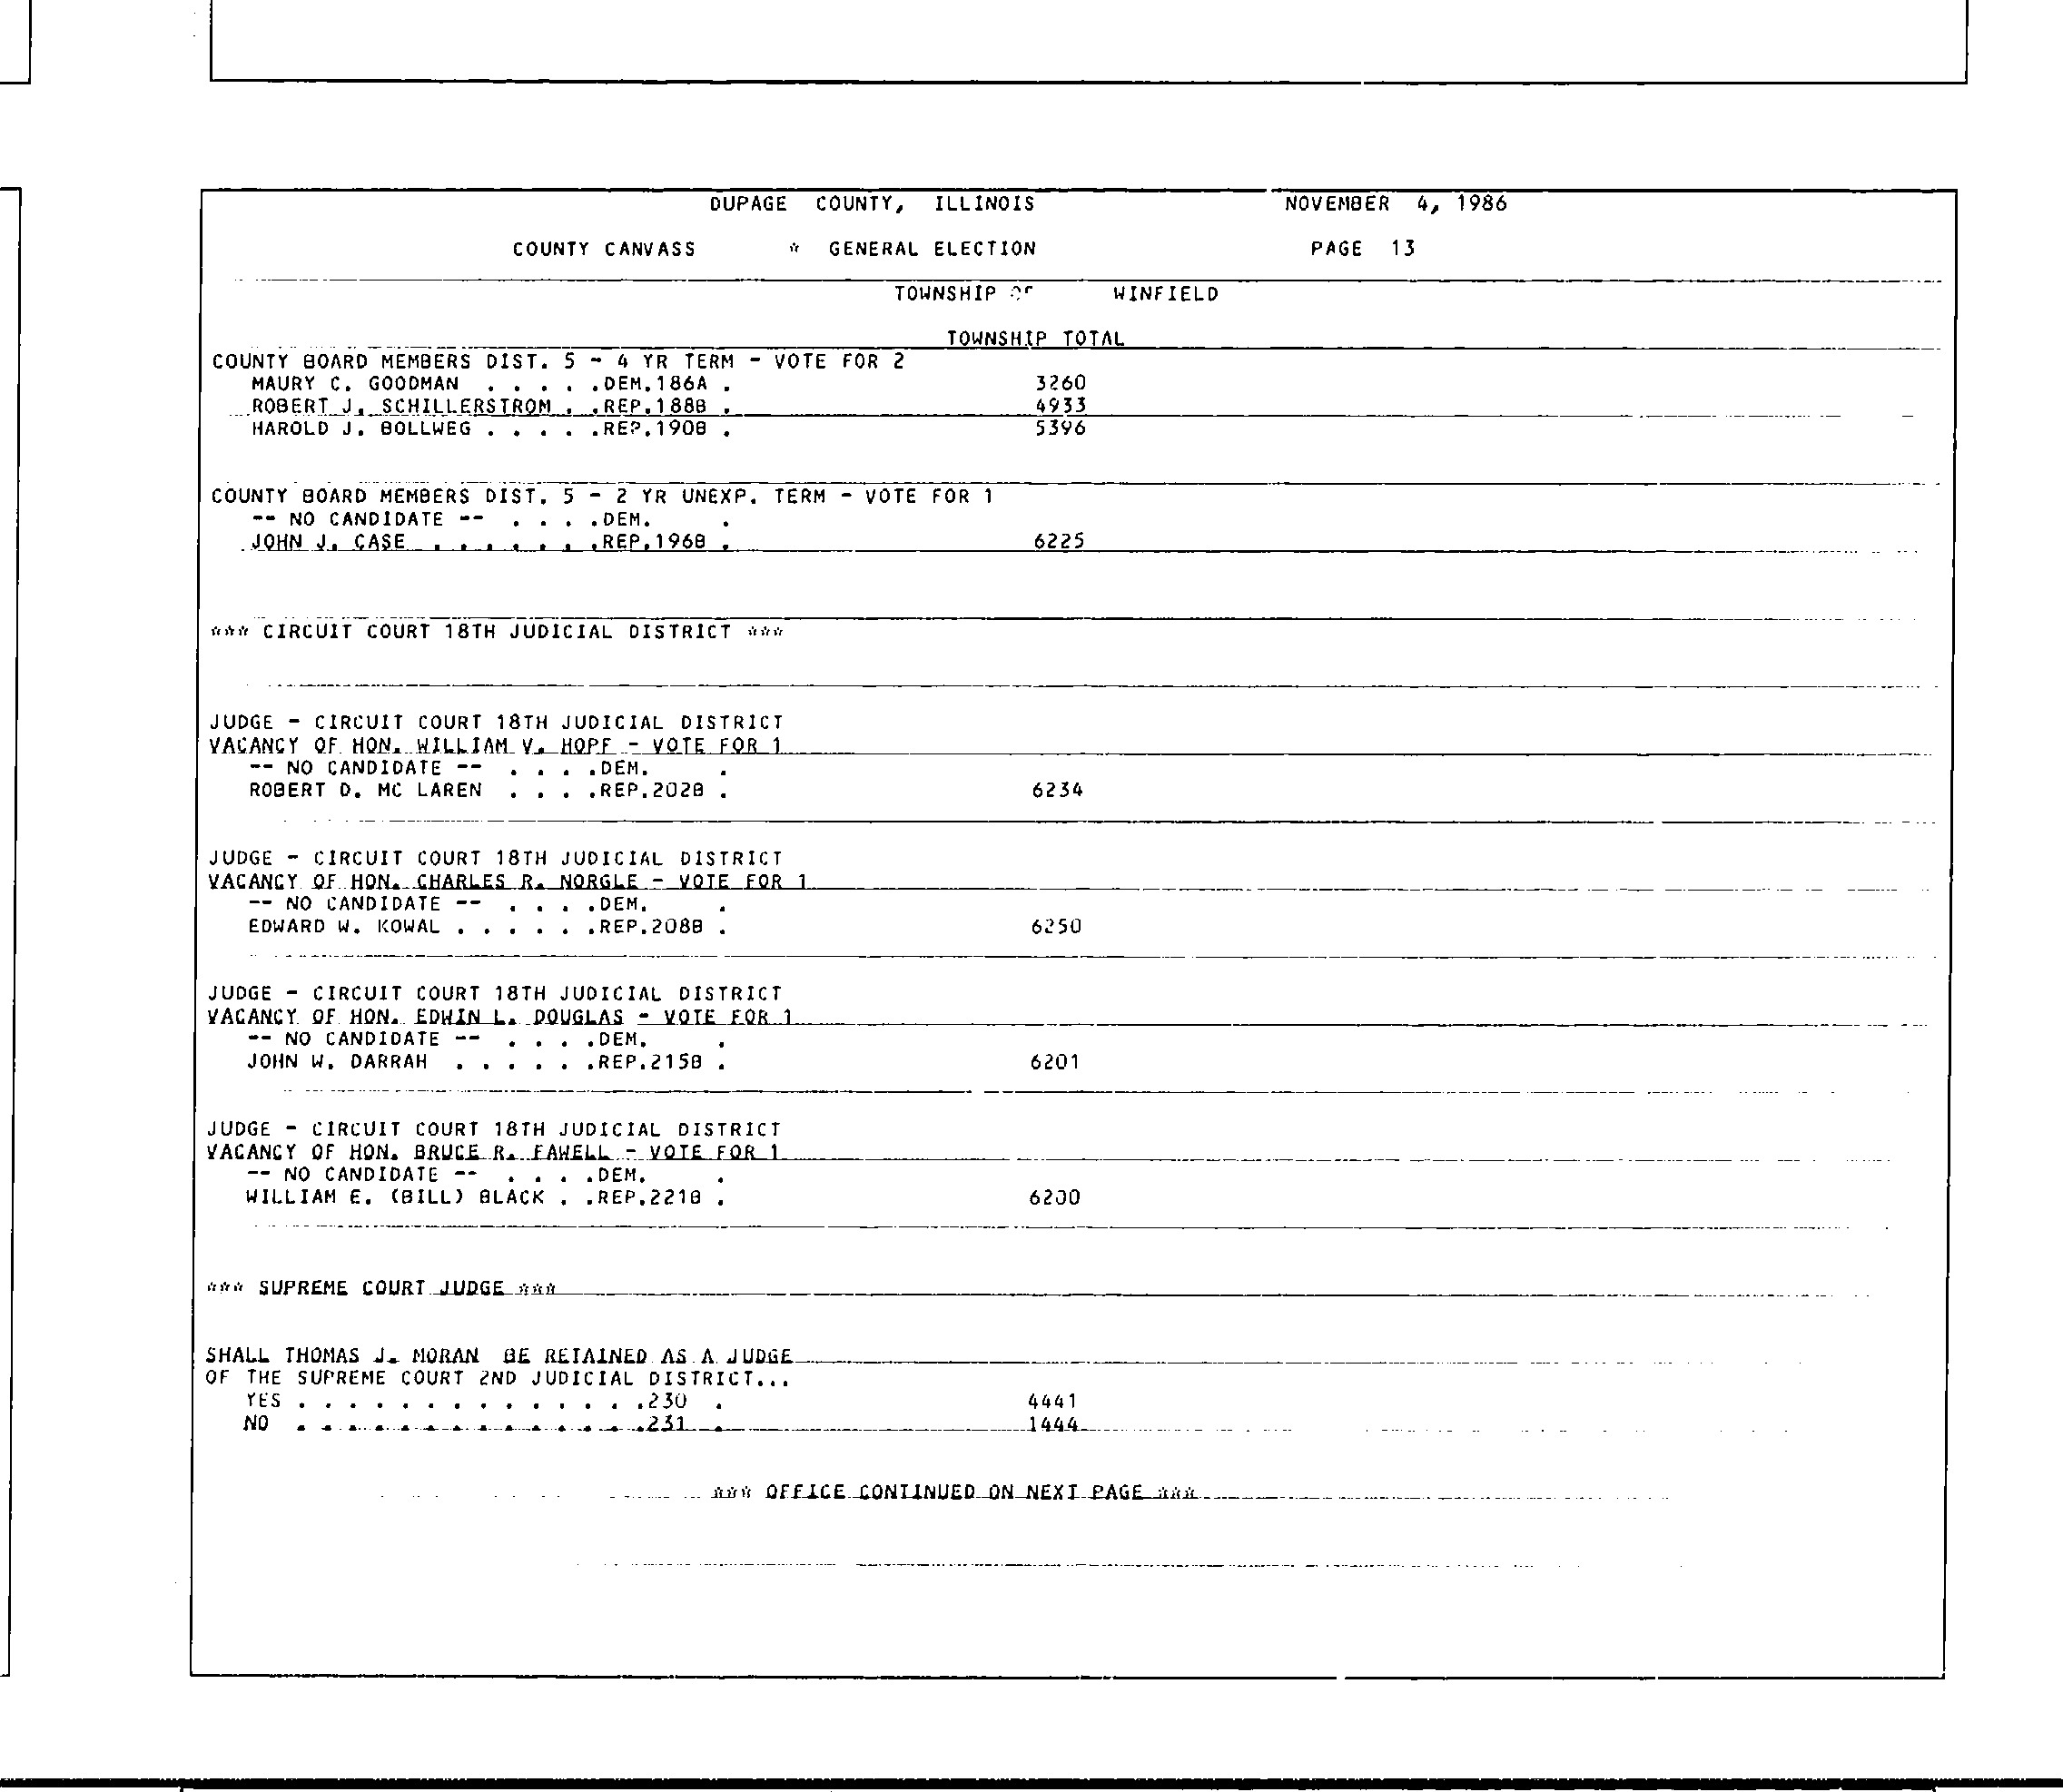 DUPAGE COUNTY, ILLINOIS NOVEMBER 4, 1986
COUNTY CANVASS * GENERAL ELECTION PAGE 13
TOWNSHIP OF WINFIELD
TOWNSHIP TOTAL
COUNTY BOARD MEMBERS DIST. 5 - 4 YR TERM - VOTE FOR 2
MAURY C. GOODMAN . . . . .DEM.186A . 3260
ROBERT J. SCHILLERSTROM . .REP.188B . 4933
HAROLD J. BOLLWEG . . . . .REP.190B . 5396
COUNTY BOARD MEMBERS DIST. 5 - 2 YR UNEXP. TERM - VOTE FOR 1
-- NO CANDIDATE -- . . . .DEM. .
JOHN J. CASE . . . . . . .REP.196B . 6225
*** CIRCUIT COURT 18TH JUDICIAL DISTRICT ***
JUDGE - CIRCUIT COURT 18TH JUDICIAL DISTRICT
VACANCY OF HON. WILLIAM V. HOPF - VOTE FOR 1
-- NO CANDIDATE -- . . . .DEM. .
ROBERT D. MC LAREN . . . .REP.202B . 6234
JUDGE - CIRCUIT COURT 18TH JUDICIAL DISTRICT
VACANCY OF HON. CHARLES R. NORGLE - VOTE FOR 1
-- NO CANDIDATE -- . . . .DEM. .
EDWARD W. KOWAL . . . . . .REP.208B . 6250
JUDGE - CIRCUIT COURT 18TH JUDICIAL DISTRICT
VACANCY OF HON. EDWIN L. DOUGLAS - VOTE FOR 1
-- NO CANDIDATE -- . . . .DEM. .
JOHN W. DARRAH . . . . . .REP.215B . 6201
JUDGE - CIRCUIT COURT 18TH JUDICIAL DISTRICT
VACANCY OF HON. BRUCE R. FAWELL - VOTE FOR 1
-- NO CANDIDATE -- . . . .DEM. .
WILLIAM E. (BILL) BLACK . .REP.221B . 6200
*** SUPREME COURT JUDGE ***
SHALL THOMAS J. MORAN BE RETAINED AS A JUDGE
OF THE SUPREME COURT 2ND JUDICIAL DISTRICT...
YES . . . . . . . . . . . . . .230 . 4441
NO . . . . . . . . . . . . . .231 . 1444
*** OFFICE CONTINUED ON NEXT PAGE ***